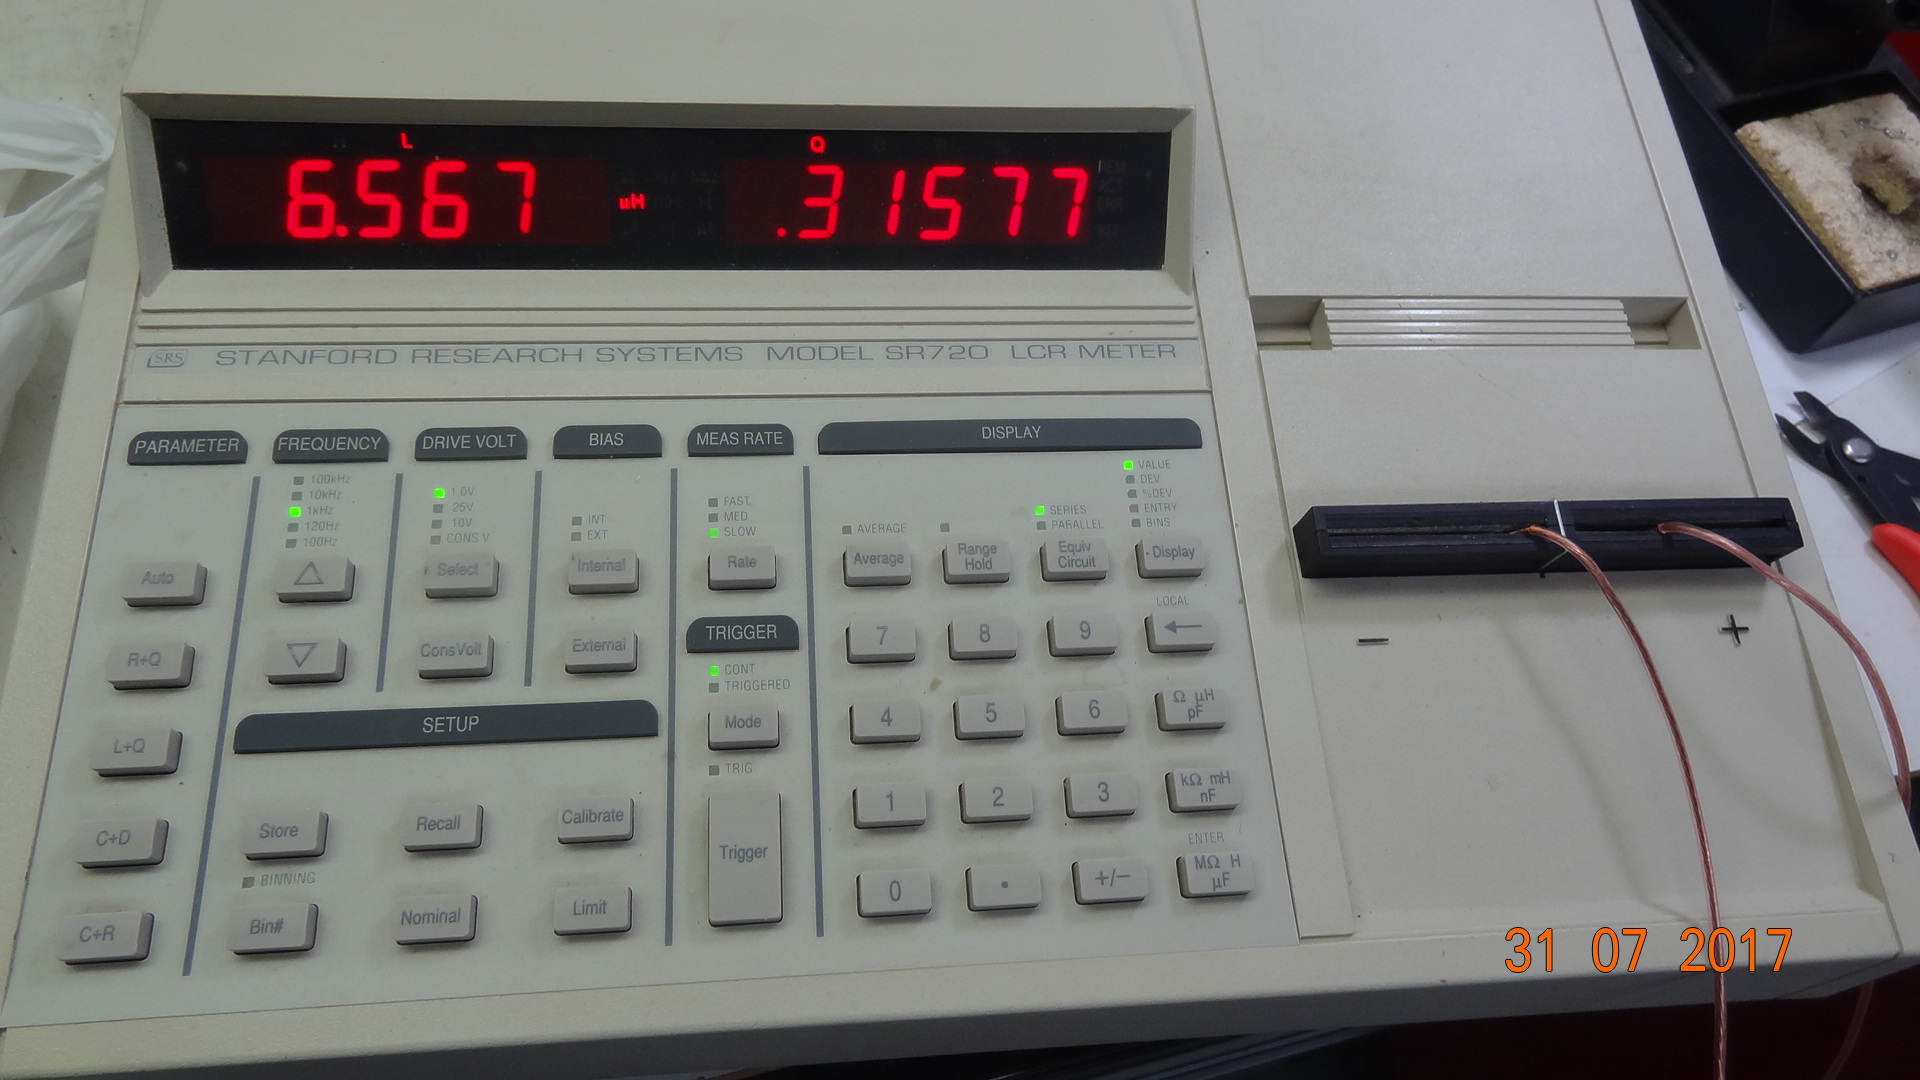 L Q
6.567 uH .31577
SRS STANFORD RESEARCH SYSTEMS MODEL SR720 LCR METER
PARAMETER FREQUENCY DRIVE VOLT BIAS MEAS RATE DISPLAY
100kHz
10kHz
1kHz
120Hz
100Hz
1.0V
.25V
.10V
CONS V
INT
EXT
FAST
MED
SLOW
AVERAGE
SERIES
PARALLEL
VALUE
DEV
%DEV
ENTRY
BINS
Auto △ Select Internal Rate Average Range Hold Equiv Circuit Display
LOCAL
R+Q ▽ ConsVolt External TRIGGER 7 8 9 ←
CONT
TRIGGERED
− +
SETUP
L+Q Mode 4 5 6 Ω µH pF
TRIG
C+D Store Recall Calibrate Trigger 1 2 3 kΩ mH nF
BINNING
ENTER
C+R Bin# Nominal Limit 0 . +/− MΩ H µF
31 07 2017